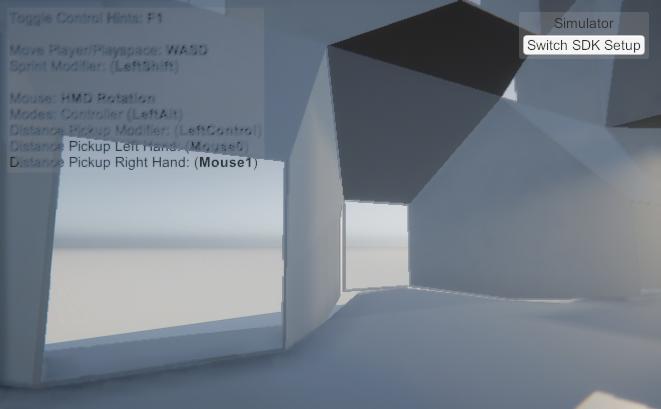 Toggle Control Hints: F1
Move Player/Playspace: WASD
Sprint Modifier: (LeftShift)
Mouse: HMD Rotation
Modes: Controller (LeftAlt)
Distance Pickup Modifier: (LeftControl)
Distance Pickup Left Hand: (Mouse0)
Distance Pickup Right Hand: (Mouse1)
Simulator
Switch SDK Setup